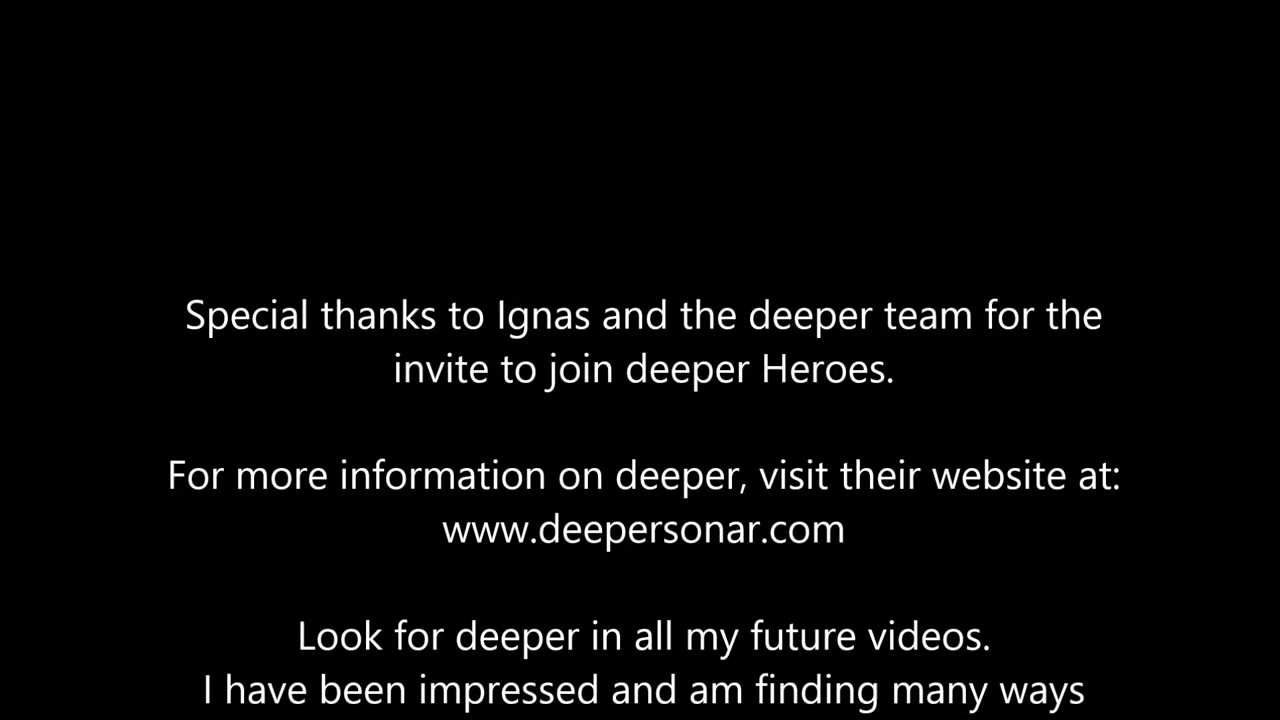 Special thanks to Ignas and the deeper team for the
invite to join deeper Heroes.
For more information on deeper, visit their website at:
www.deepersonar.com
Look for deeper in all my future videos.
I have been impressed and am finding many ways